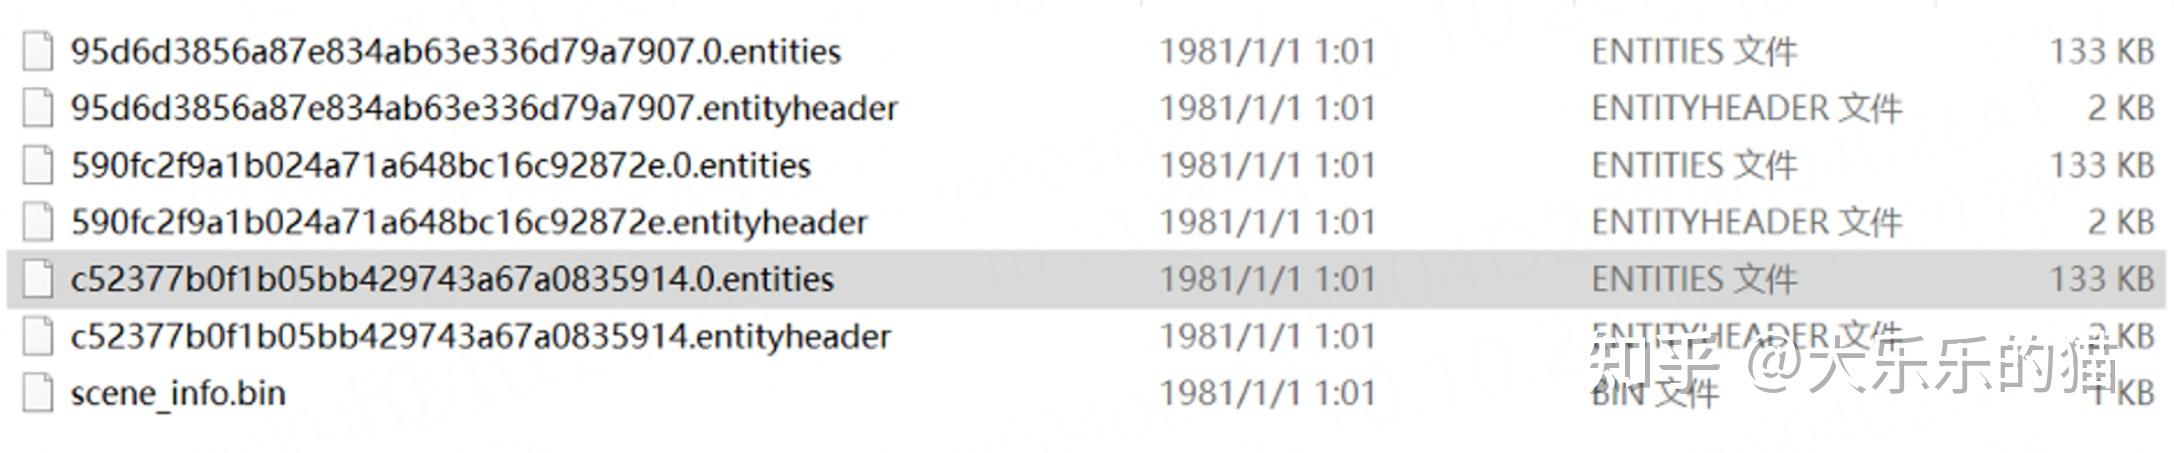 95d6d3856a87e834ab63e336d79a7907.0.entities 1981/1/1 1:01 ENTITIES 文件 133 KB
95d6d3856a87e834ab63e336d79a7907.entityheader 1981/1/1 1:01 ENTITYHEADER 文件 2 KB
590fc2f9a1b024a71a648bc16c92872e.0.entities 1981/1/1 1:01 ENTITIES 文件 133 KB
590fc2f9a1b024a71a648bc16c92872e.entityheader 1981/1/1 1:01 ENTITYHEADER 文件 2 KB
c52377b0f1b05bb429743a67a0835914.0.entities 1981/1/1 1:01 ENTITIES 文件 133 KB
c52377b0f1b05bb429743a67a0835914.entityheader 1981/1/1 1:01 ENTITYHEADER 文件 2 KB
scene_info.bin 1981/1/1 1:01 BIN 文件 1 KB
知乎 @大乐乐的猫